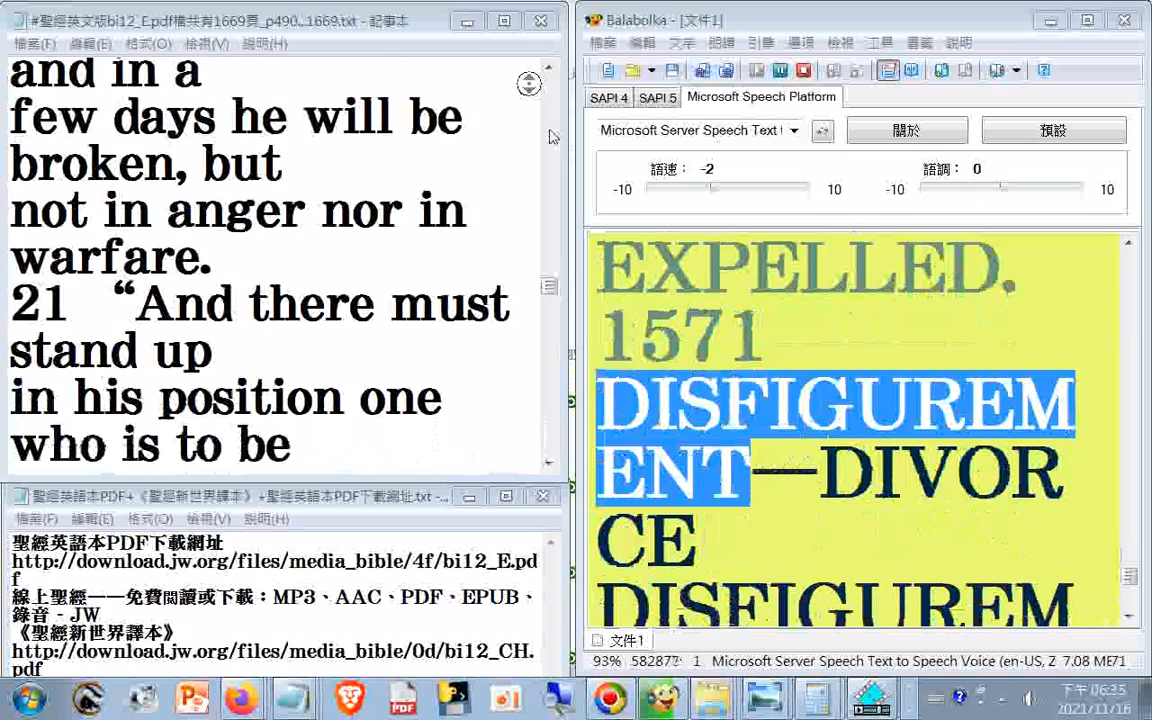 #聖經英文版bi12_E.pdf檔共有1669頁_p490...1669.txt - 記事本
檔案(F) 編輯(E) 格式(O) 檢視(V) 說明(H)
and in a
few days he will be
broken, but
not in anger nor in
warfare.
21 “And there must
stand up
in his position one
who is to be
聖經英語本PDF+《聖經新世界譯本》+聖經英語本PDF下載網址.txt -...
檔案(F) 編輯(E) 格式(O) 檢視(V) 說明(H)
聖經英語本PDF下載網址
http://download.jw.org/files/media_bible/4f/bi12_E.pd
f
線上聖經——免費閱讀或下載：MP3、AAC、PDF、EPUB、
錄音 - JW
《聖經新世界譯本》
http://download.jw.org/files/media_bible/0d/bi12_CH.
pdf
Balabolka - [文件1]
檔案 編輯 文字 朗讀 引擎 選項 檢視 工具 書籤 說明
SAPI 4 SAPI 5 Microsoft Speech Platform
Microsoft Server Speech Text 關於 預設
語速： -2 語調： 0
-10 10 -10 10
EXPELLED.
1571
DISFIGUREM
ENT—DIVOR
CE
DISFIGUREM
文件1
93% 1 Microsoft Server Speech Text to Speech Voice (en-US, Z 7.08 ME
下午 06:35
2021/11/16